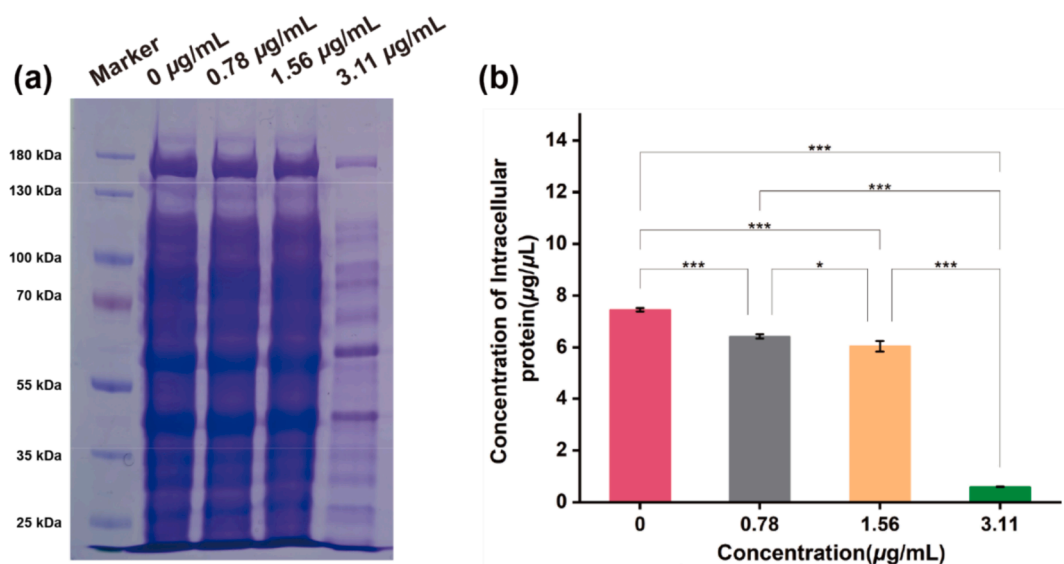 (a)
Marker
0 µg/mL
0.78 µg/mL
1.56 µg/mL
3.11 µg/mL
180 kDa
130 kDa
100 kDa
70 kDa
55 kDa
35 kDa
25 kDa
(b)
Concentration of Intracellular
protein(µg/µL)
14
12
10
8
6
4
2
0
***
***
***
***
*
***
0
0.78
1.56
3.11
Concentration(µg/mL)